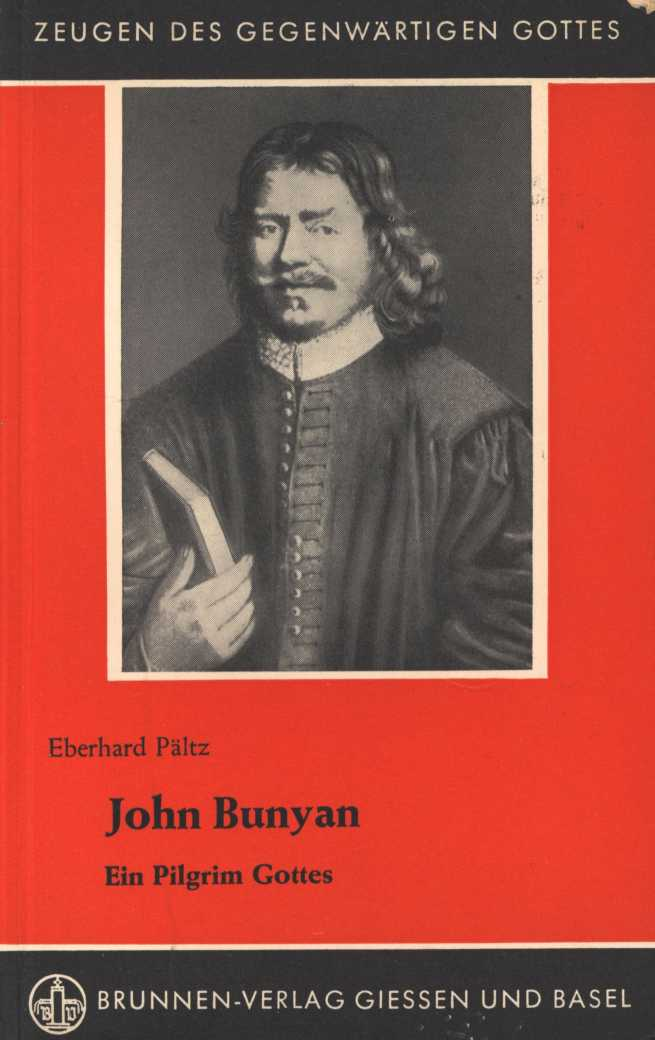 ZEUGEN DES GEGENWÄRTIGEN GOTTES
Eberhard Pältz
John Bunyan
Ein Pilgrim Gottes
BRUNNEN-VERLAG GIESSEN UND BASEL